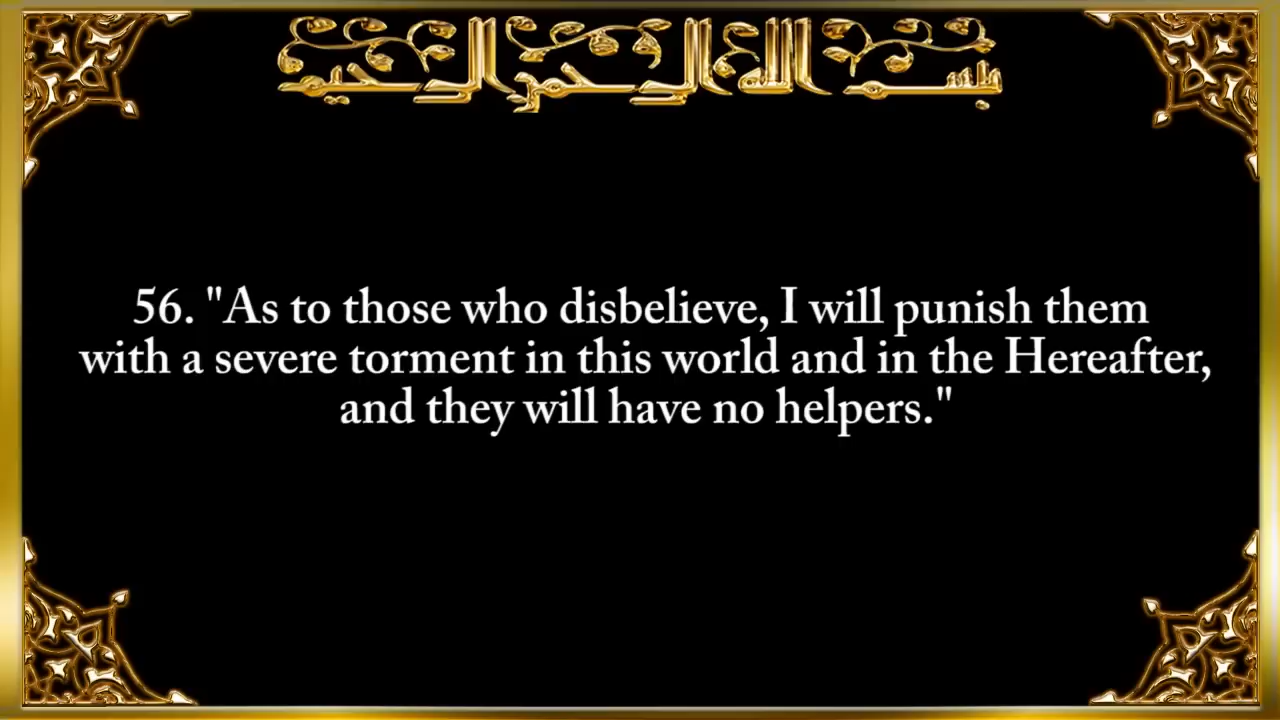 بسم الله الرحمن الرحيم
56. "As to those who disbelieve, I will punish them
with a severe torment in this world and in the Hereafter,
and they will have no helpers."